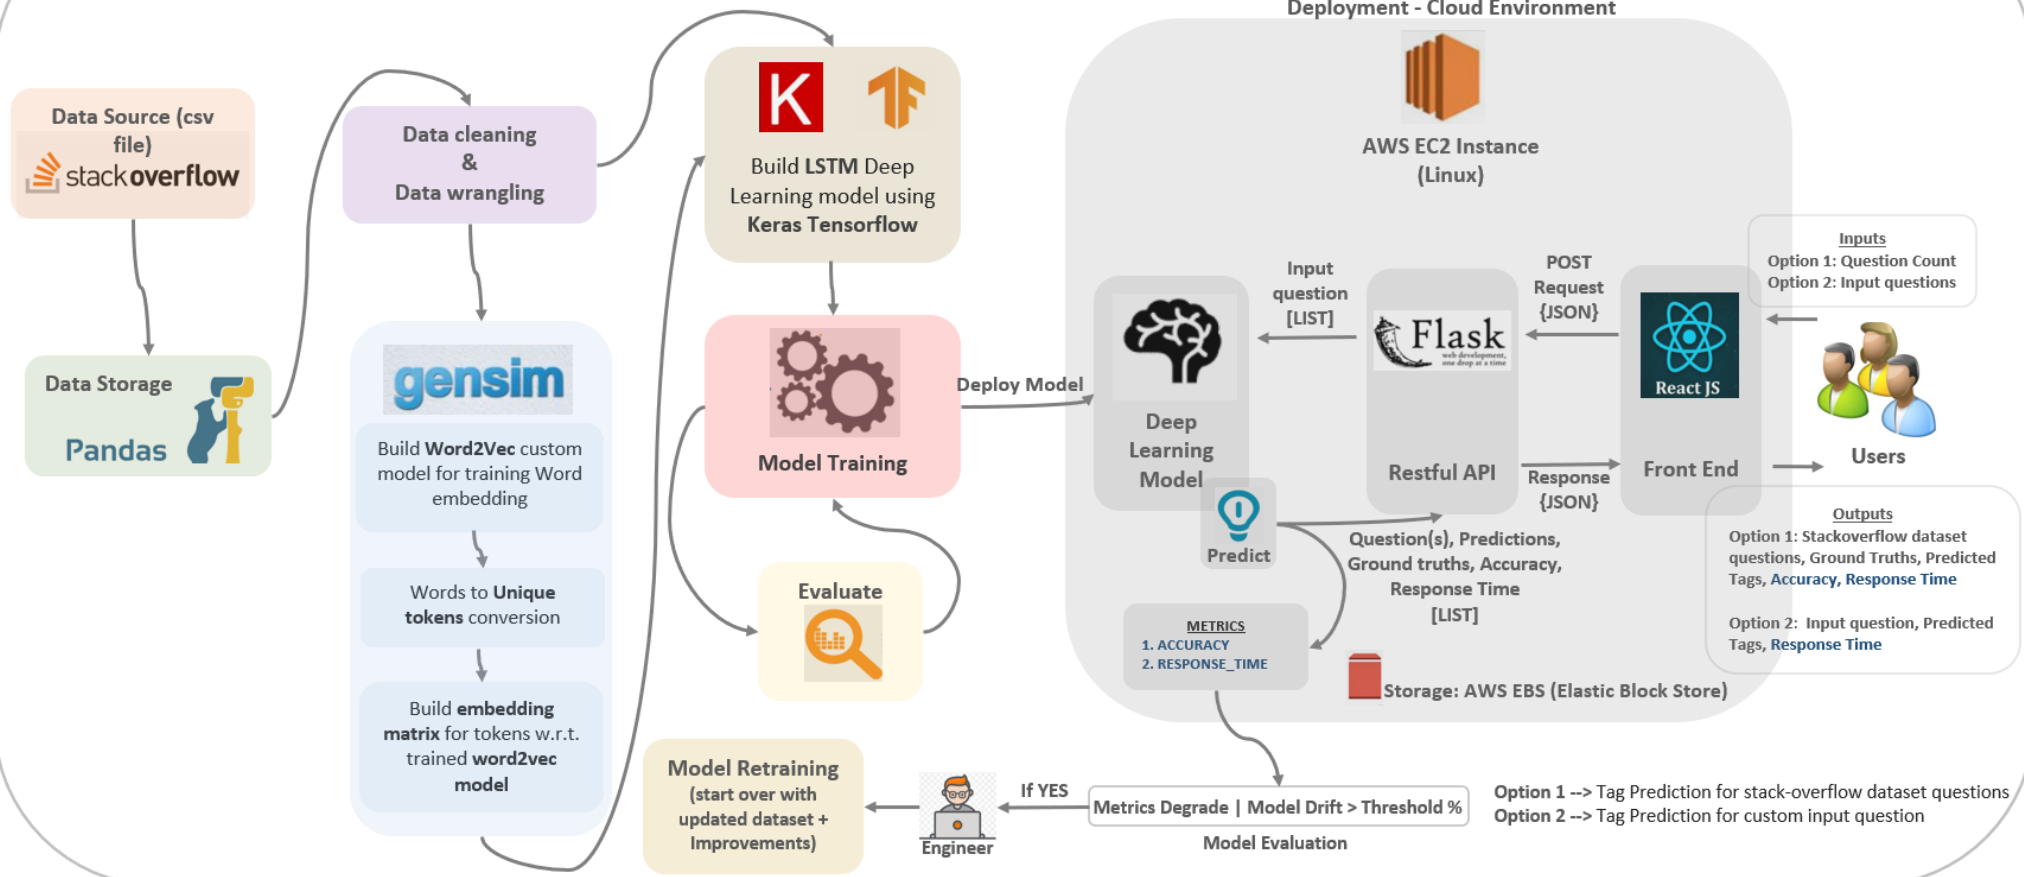 Deployment - Cloud Environment
Data Source (csv
file)
stackoverflow
Data Storage
Pandas
Data cleaning
&
Data wrangling
gensim
Build Word2Vec custom
model for training Word
embedding
Words to Unique
tokens conversion
Build embedding
matrix for tokens w.r.t.
trained word2vec
model
K
Build LSTM Deep
Learning model using
Keras Tensorflow
Model Training
Evaluate
Deploy Model
AWS EC2 Instance
(Linux)
Deep
Learning
Model
Predict
Input
question
[LIST]
Flask
web development,
one drop at a time
Restful API
POST
Request
{JSON}
Response
{JSON}
React JS
Front End
Inputs
Option 1: Question Count
Option 2: Input questions
Users
Outputs
Option 1: Stackoverflow dataset
questions, Ground Truths, Predicted
Tags, Accuracy, Response Time
Option 2:  Input question, Predicted
Tags, Response Time
Question(s), Predictions,
Ground truths, Accuracy,
Response Time
[LIST]
METRICS
1. ACCURACY
2. RESPONSE_TIME
Storage: AWS EBS (Elastic Block Store)
Metrics Degrade | Model Drift > Threshold %
Model Evaluation
If YES
Engineer
Model Retraining
(start over with
updated dataset +
Improvements)
Option 1 --> Tag Prediction for stack-overflow dataset questions
Option 2 --> Tag Prediction for custom input question